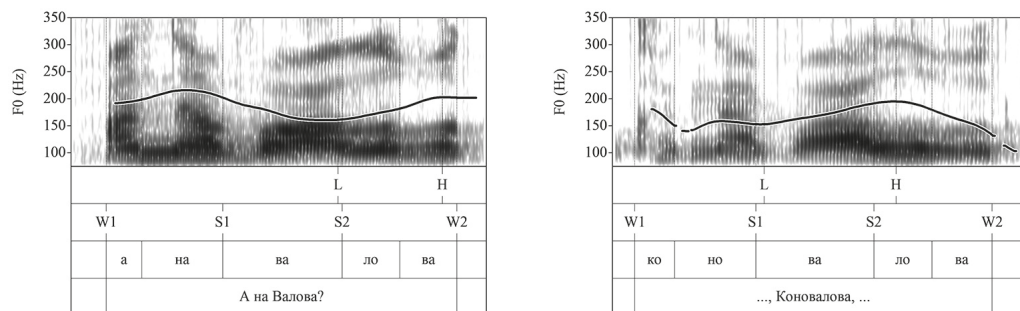 350
300
250
200
150
100
F0 (Hz)
L H
W1 S1 S2 W2
а на ва ло ва
А на Валова?
350
300
250
200
150
100
F0 (Hz)
L H
W1 S1 S2 W2
ко но ва ло ва
..., Коновалова, ...